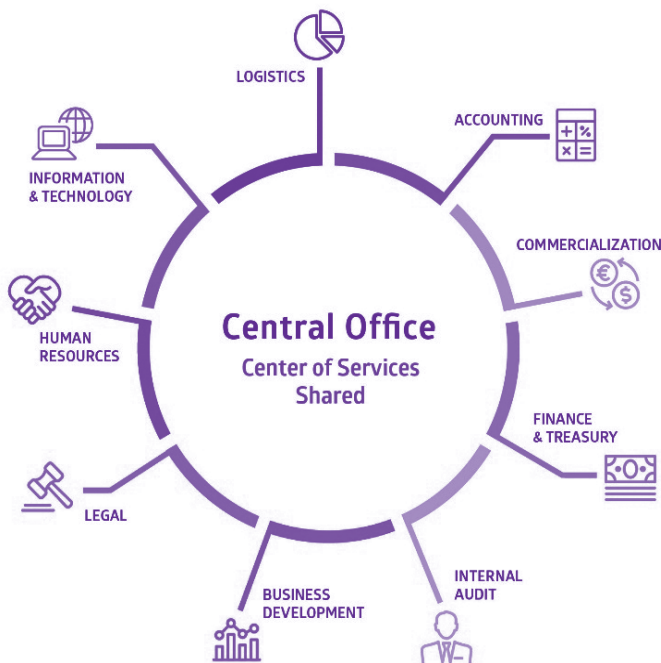 LOGISTICS
ACCOUNTING
COMMERCIALIZATION
FINANCE
& TREASURY
INTERNAL
AUDIT
BUSINESS
DEVELOPMENT
LEGAL
HUMAN
RESOURCES
INFORMATION
& TECHNOLOGY
Central Office
Center of Services
Shared